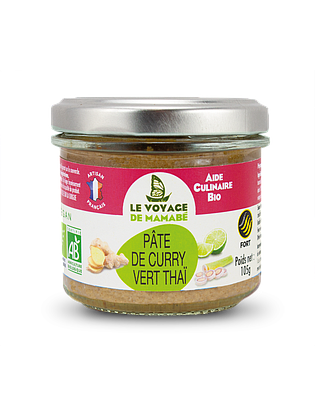 ARTISAN
FRANÇAIS
LE VOYAGE
DE MAMABÉ
AIDE
CULINAIRE
BIO
PÂTE
DE CURRY
VERT THAÏ
AB
FORT
Poids net :
105g